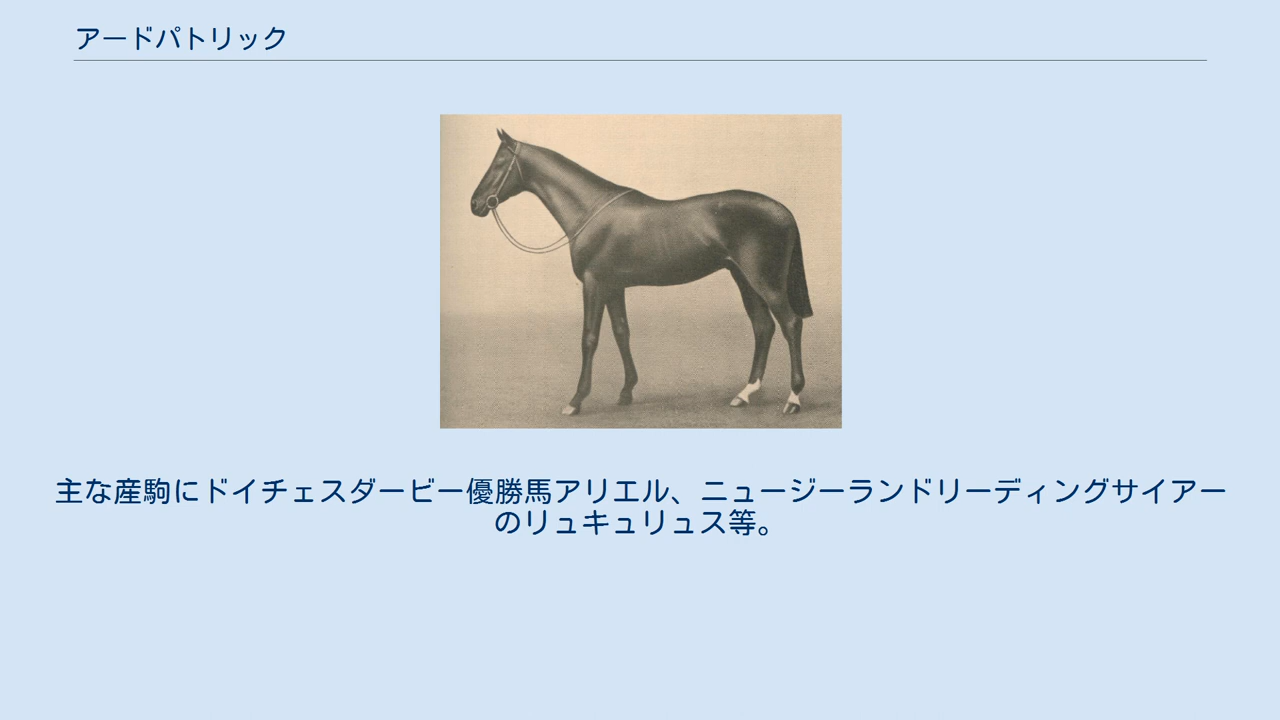 アードパトリック
主な産駒にドイチェスダービー優勝馬アリエル、ニュージーランドリーディングサイアー
のリュキュリュス等。